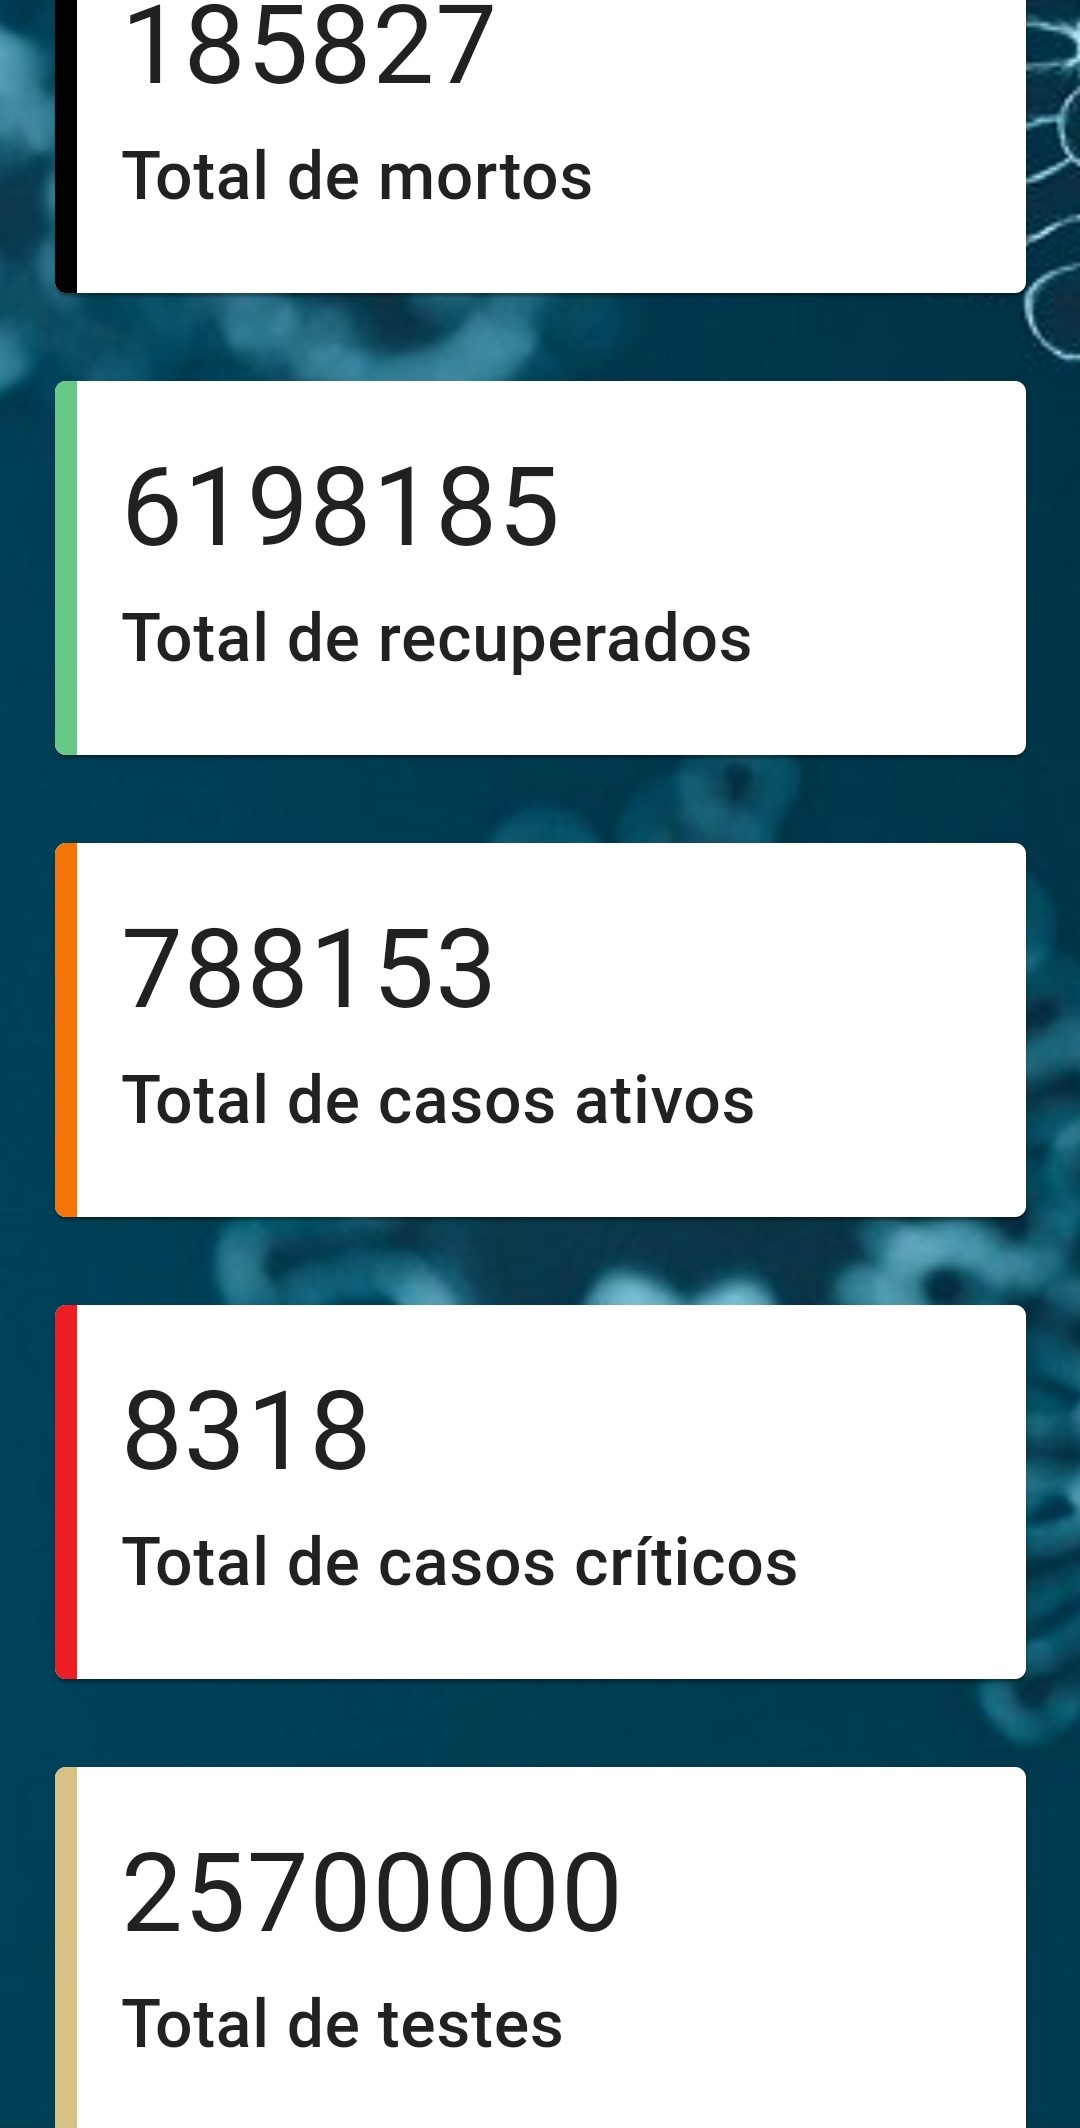 185827
Total de mortos
6198185
Total de recuperados
788153
Total de casos ativos
8318
Total de casos críticos
25700000
Total de testes